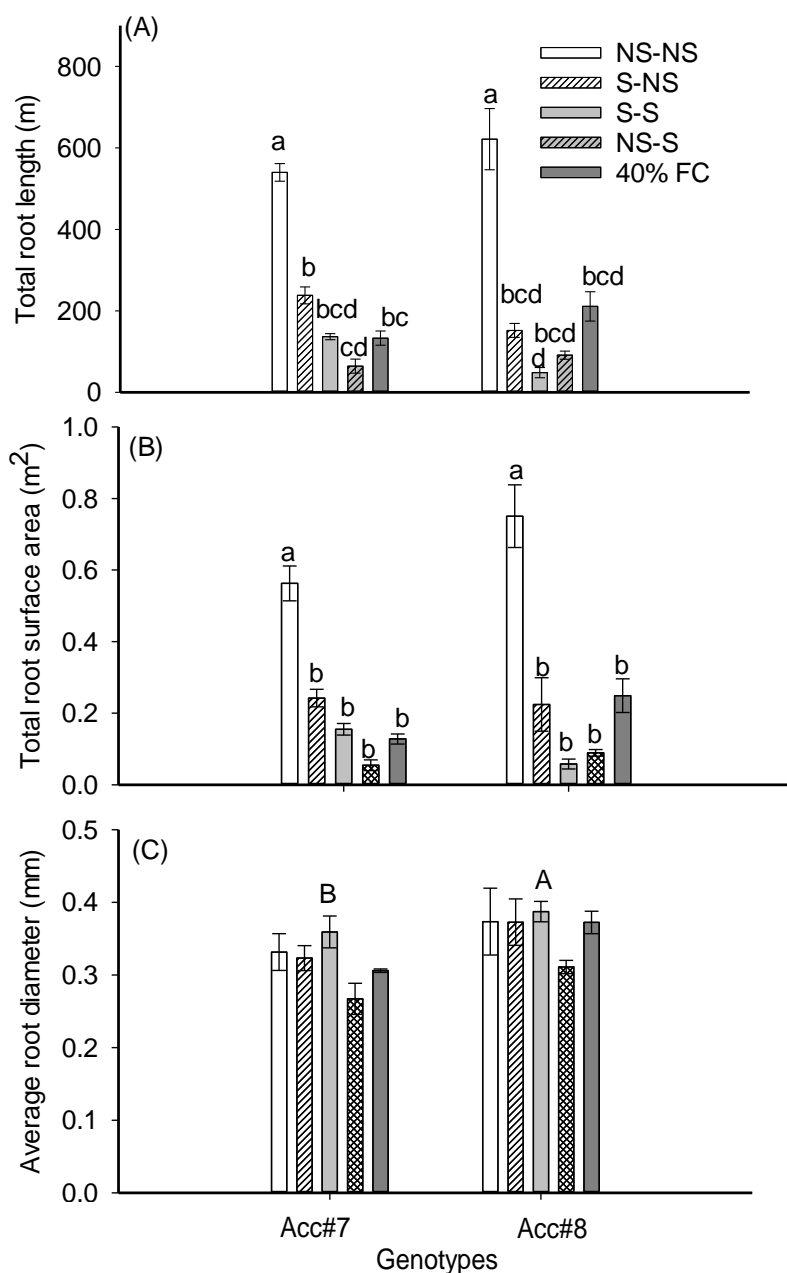 (A)
Total root length (m)
800
600
400
200
0
NS-NS
S-NS
S-S
NS-S
40% FC
a
b
bcd
cd
bc
a
bcd
d
bcd
bcd
(B)
Total root surface area (m²)
1.0
0.8
0.6
0.4
0.2
0.0
a
b
b
b
b
a
b
b
b
b
(C)
Average root diameter (mm)
0.5
0.4
0.3
0.2
0.1
0.0
B
A
Acc#7 Acc#8
Genotypes